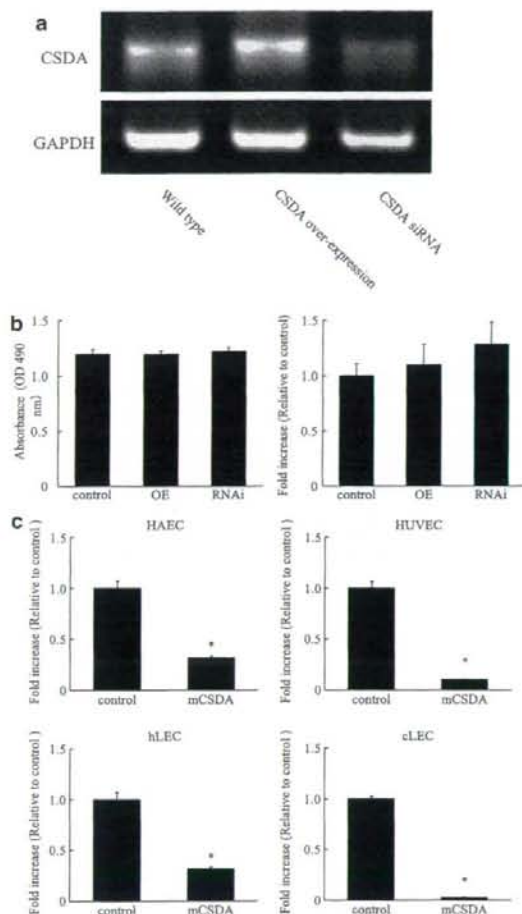 a
CSDA
GAPDH
Wild type
CSDA over-expression
CSDA siRNA
b
Absorbance (OD 490
nm)
1.5
1.0
0.5
0
control OE RNAi
Fold increase (Relative to control)
1.5
1.0
0.5
0
control OE RNAi
c
HAEC
Fold increase (Relative to control )
1.5
1.0
0.5
0
*
control mCSDA
HUVEC
Fold increase (Relative to control )
1.5
1.0
0.5
0
*
control mCSDA
hLEC
Fold increase (Relative to control )
1.5
1.0
0.5
0
*
control mCSDA
cLEC
Fold increase (Relative to control )
1.5
1.0
0.5
0
*
control mCSDA